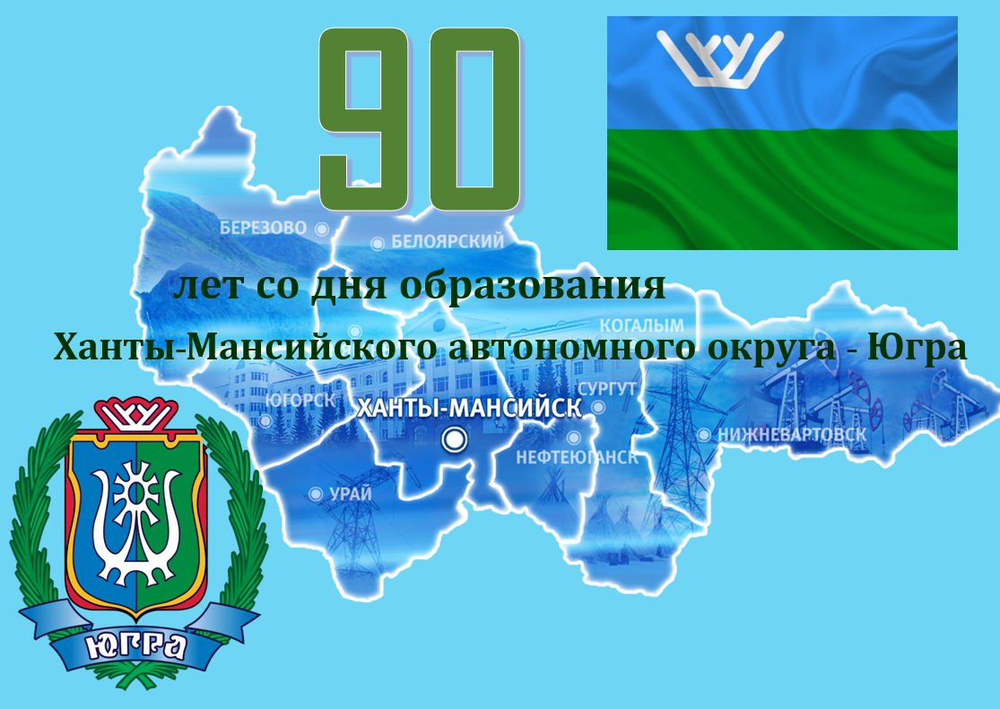 90
БЕРЕЗОВО
БЕЛОЯРСКИЙ
лет со дня образования
КОГАЛЫМ
Ханты-Мансийского автономного округа - Югра
ЮГОРСК
ХАНТЫ-МАНСИЙСК
СУРГУТ
НИЖНЕВАРТОВСК
НЕФТЕЮГАНСК
УРАЙ
ЮГРА